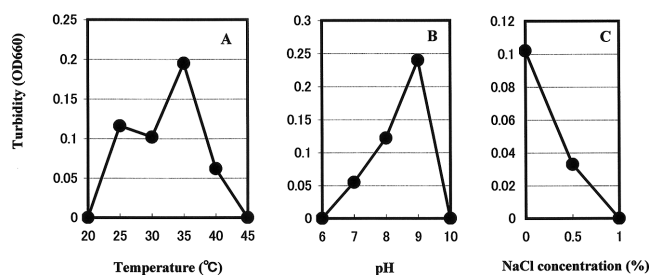 Turbidity (OD660)
A
0.25
0.2
0.15
0.1
0.05
0
20 25 30 35 40 45
Temperature (℃)
B
0.3
0.25
0.2
0.15
0.1
0.05
0
6 7 8 9 10
pH
C
0.12
0.1
0.08
0.06
0.04
0.02
0
0 0.5 1
NaCl concentration (%)